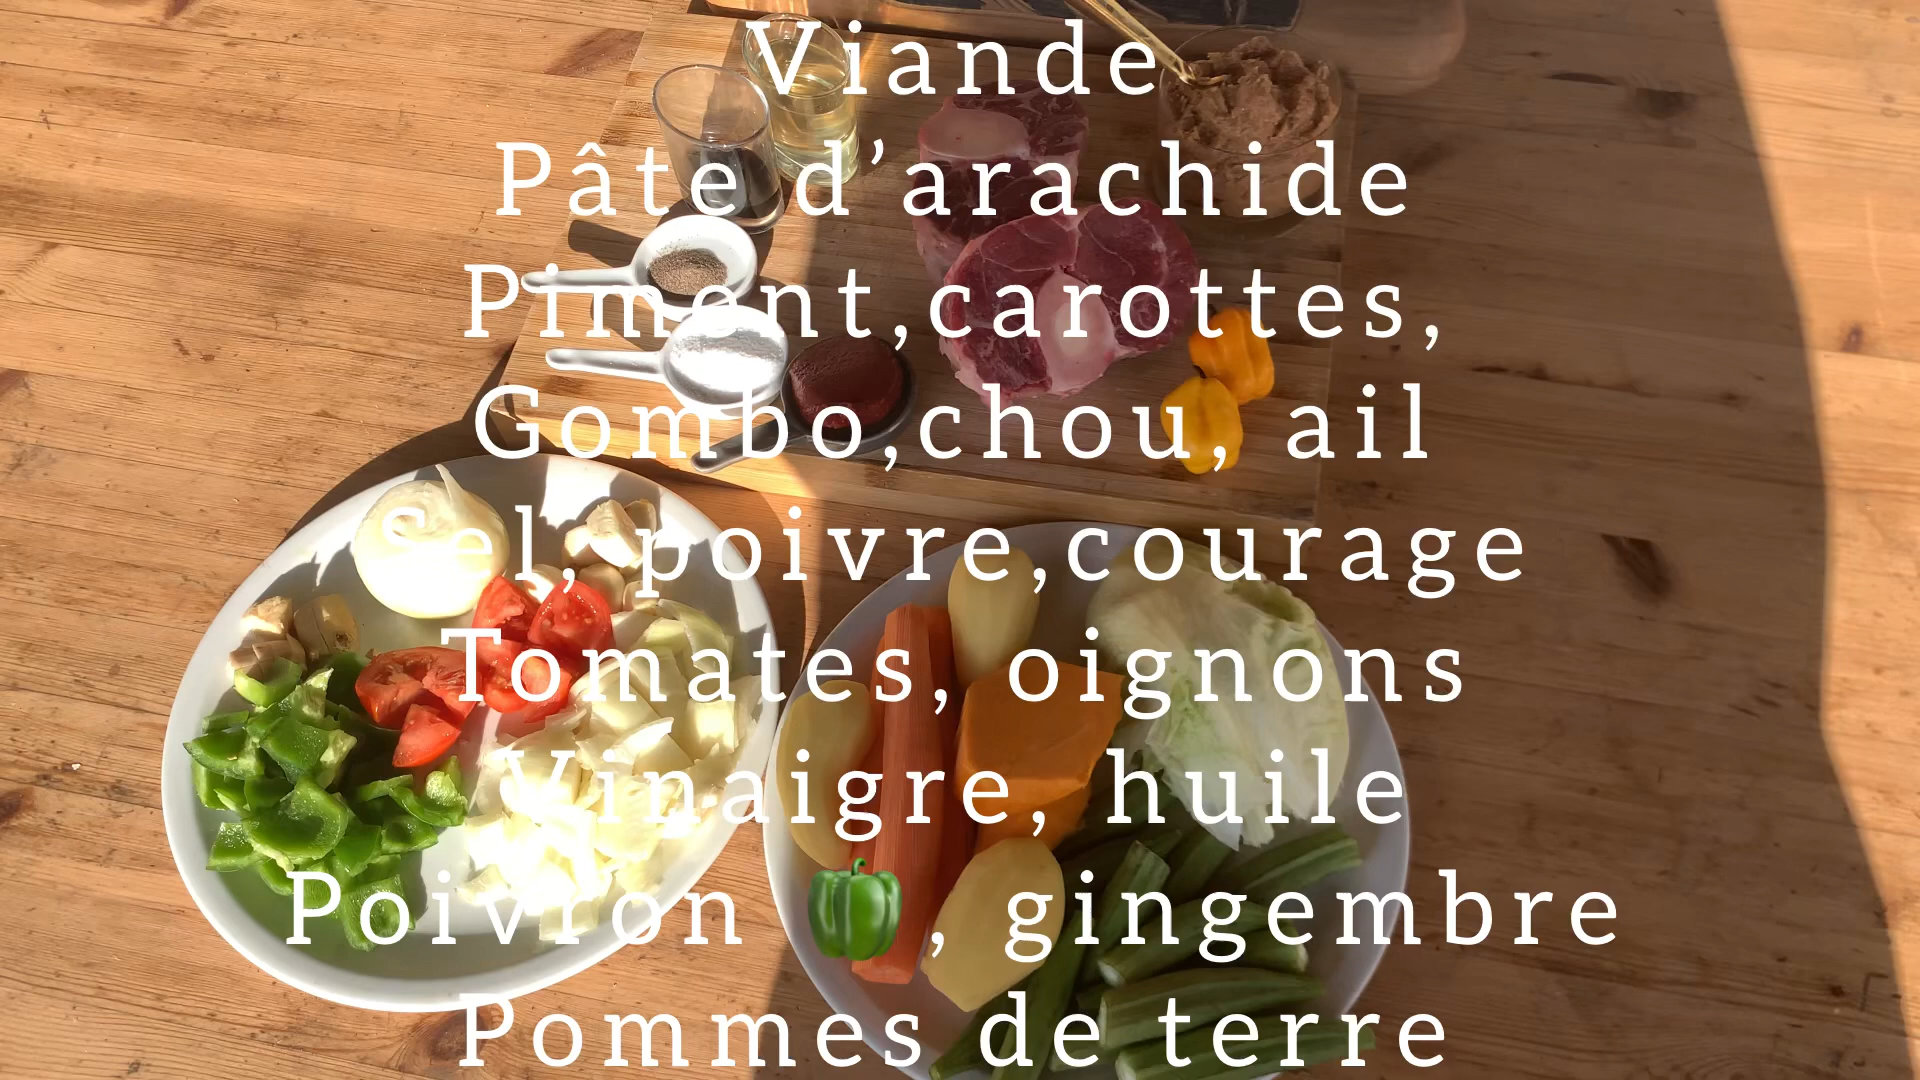 Viande
Pâte d’arachide
Piment,carottes,
Gombo,chou, ail
Sel, poivre,courage
Tomates, oignons
Vinaigre, huile
Poivron 🫑, gingembre
Pommes de terre